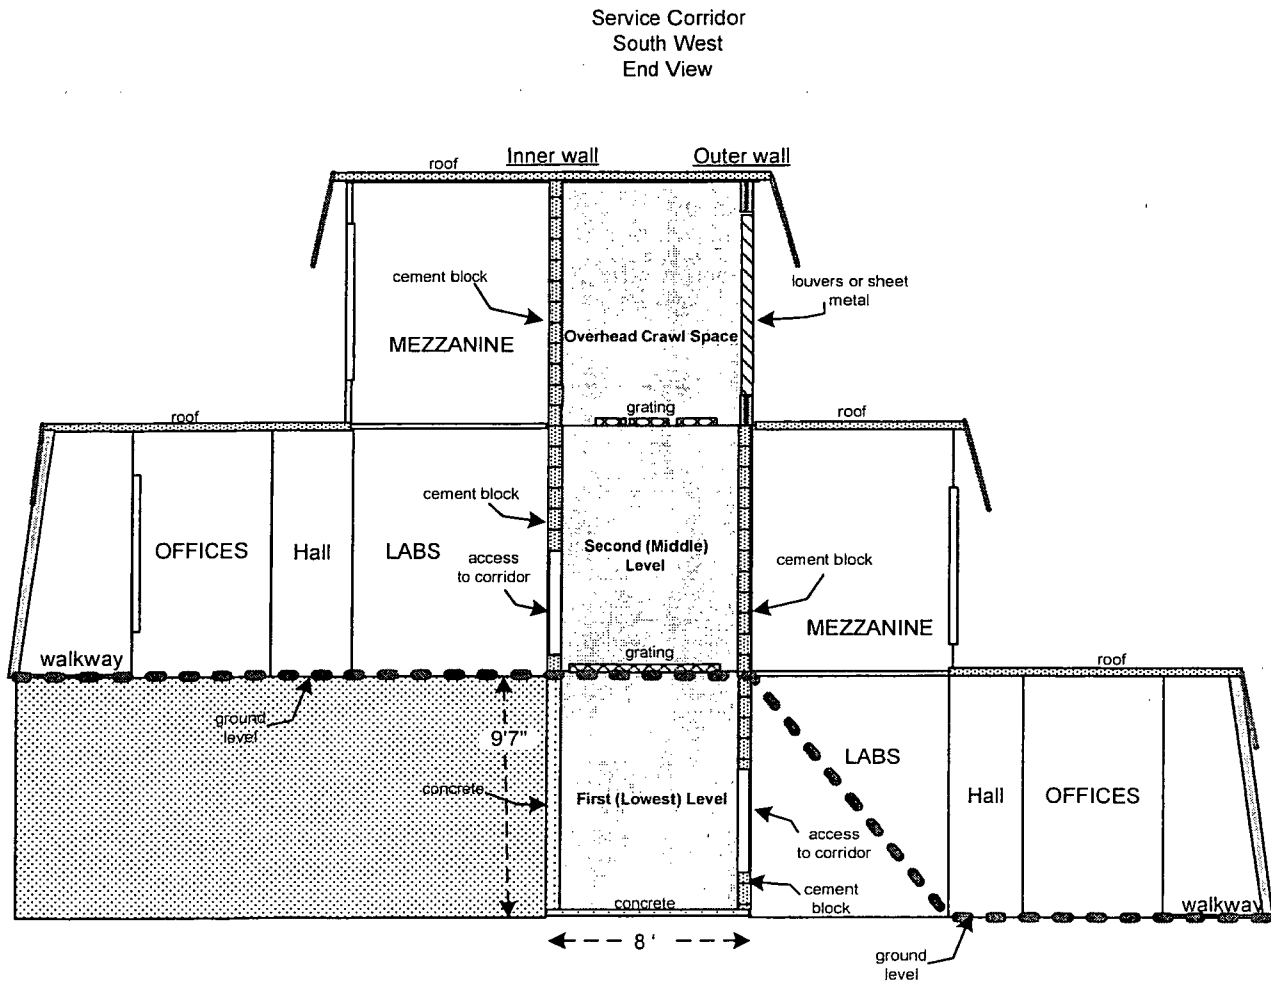 Service Corridor
South West
End View
roof
Inner wall
Outer wall
cement block
louvers or sheet
metal
MEZZANINE
Overhead Crawl Space
roof
grating
roof
cement block
OFFICES
Hall
LABS
access
to corridor
Second (Middle)
Level
cement block
MEZZANINE
walkway
grating
roof
ground
level
9'7"
LABS
concrete
First (Lowest) Level
Hall
OFFICES
access
to corridor
cement
block
concrete
walkway
8 '
ground
level